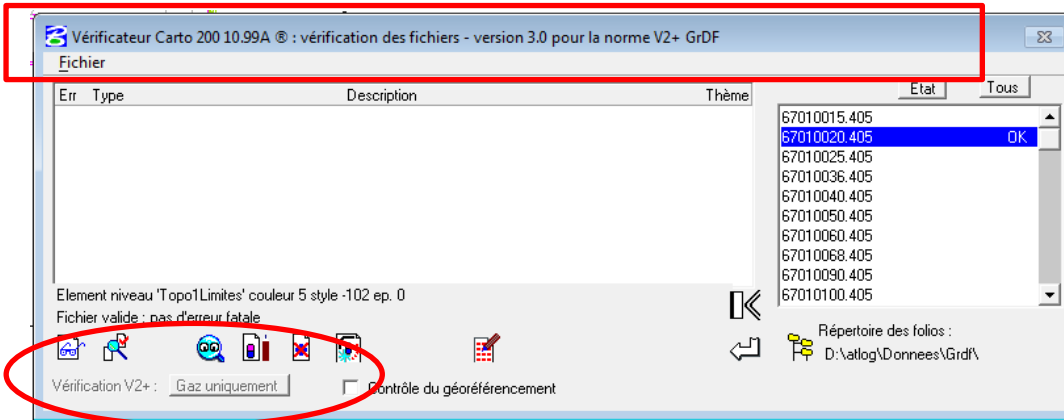 Vérificateur Carto 200 10.99A ® : vérification des fichiers - version 3.0 pour la norme V2+ GrDF
Fichier
Err Type Description Thème
Etat Tous
67010015.405
67010020.405 OK
67010025.405
67010036.405
67010040.405
67010050.405
67010060.405
67010068.405
67010090.405
67010100.405
Element niveau 'Topo1Limites' couleur 5 style -102 ep. 0
Fichier valide : pas d'erreur fatale
Répertoire des folios :
D:\atlog\Donnees\Grdf\
Vérification V2+ : Gaz uniquement
Contrôle du géoréférencement